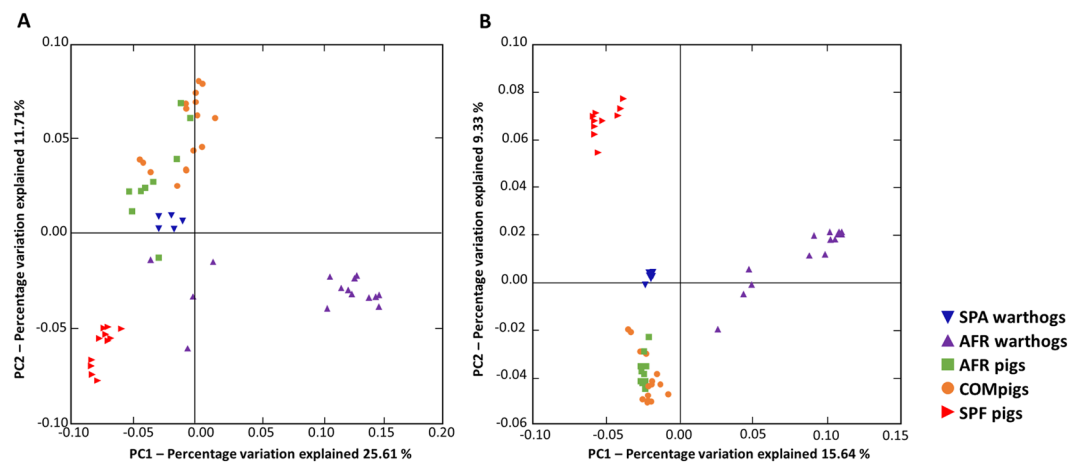 A
B
0.10
0.05
0.00
-0.05
-0.10
PC2 – Percentage variation explained 11.71%
-0.10
-0.05
0.00
0.05
0.10
0.15
0.20
PC1 – Percentage variation explained 25.61 %
0.10
0.08
0.06
0.04
0.02
0.00
-0.02
-0.04
-0.06
PC2 – Percentage variation explained 9.33 %
-0.10
-0.05
0.00
0.05
0.10
0.15
PC1 – Percentage variation explained 15.64 %
SPA warthogs
AFR warthogs
AFR pigs
COMpigs
SPF pigs